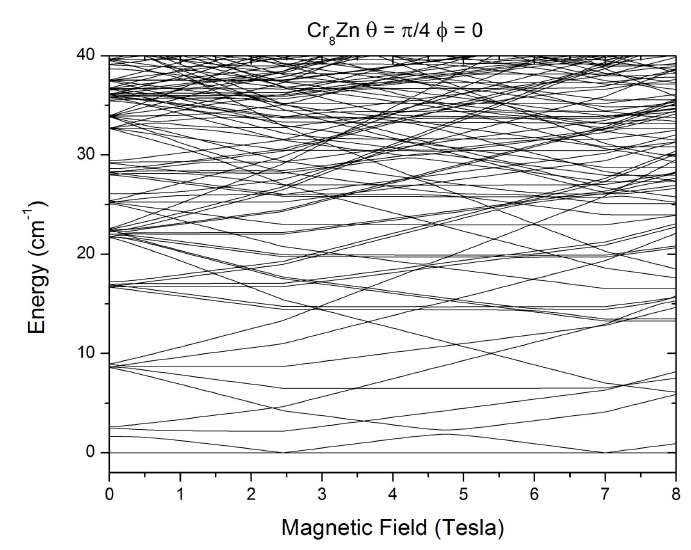 Cr₈Zn θ = π/4 ϕ = 0
40
30
20
10
0
Energy (cm⁻¹)
0 1 2 3 4 5 6 7 8
Magnetic Field (Tesla)